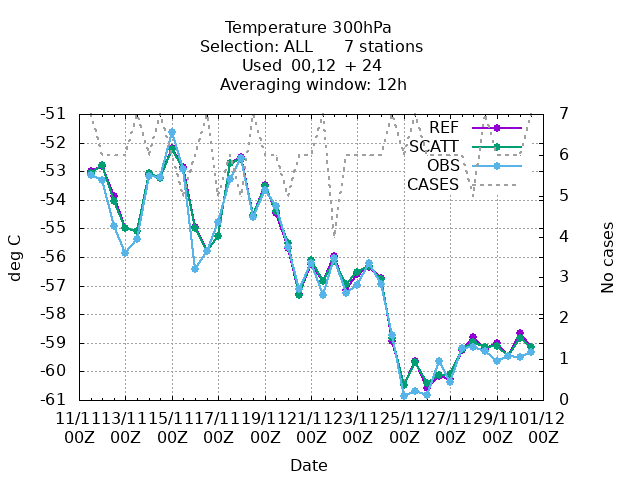 Temperature 300hPa
Selection: ALL 7 stations
Used 00,12 + 24
Averaging window: 12h
-51
-52
-53
-54
-55
-56
-57
-58
-59
-60
-61
7
6
5
4
3
2
1
0
REF
SCATT
OBS
CASES
deg C
No cases
11/11 13/11 15/11 17/11 19/11 21/11 23/11 25/11 27/11 29/11 01/12
00Z 00Z 00Z 00Z 00Z 00Z 00Z 00Z 00Z 00Z 00Z
Date